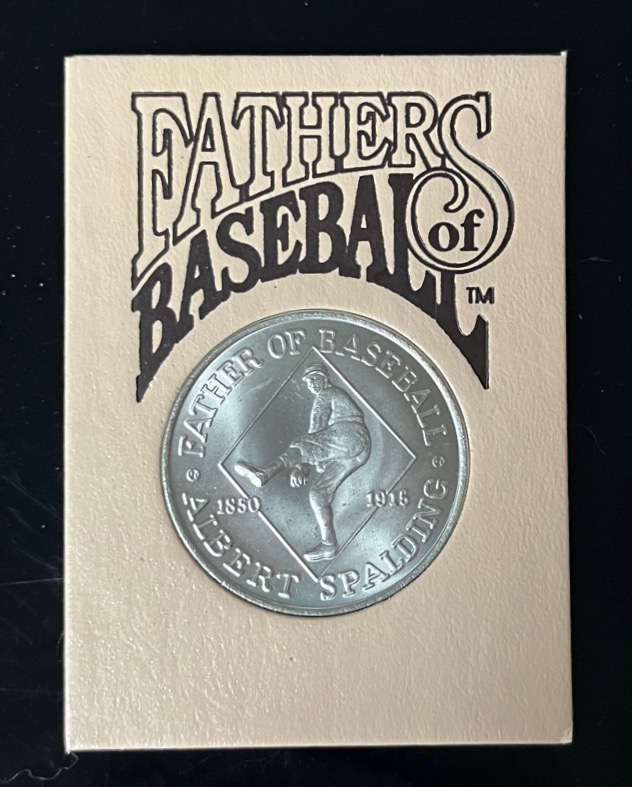 FATHERS
of
BASEBALL
TM
FATHER OF BASEBALL
1850 1915
ALBERT SPALDING